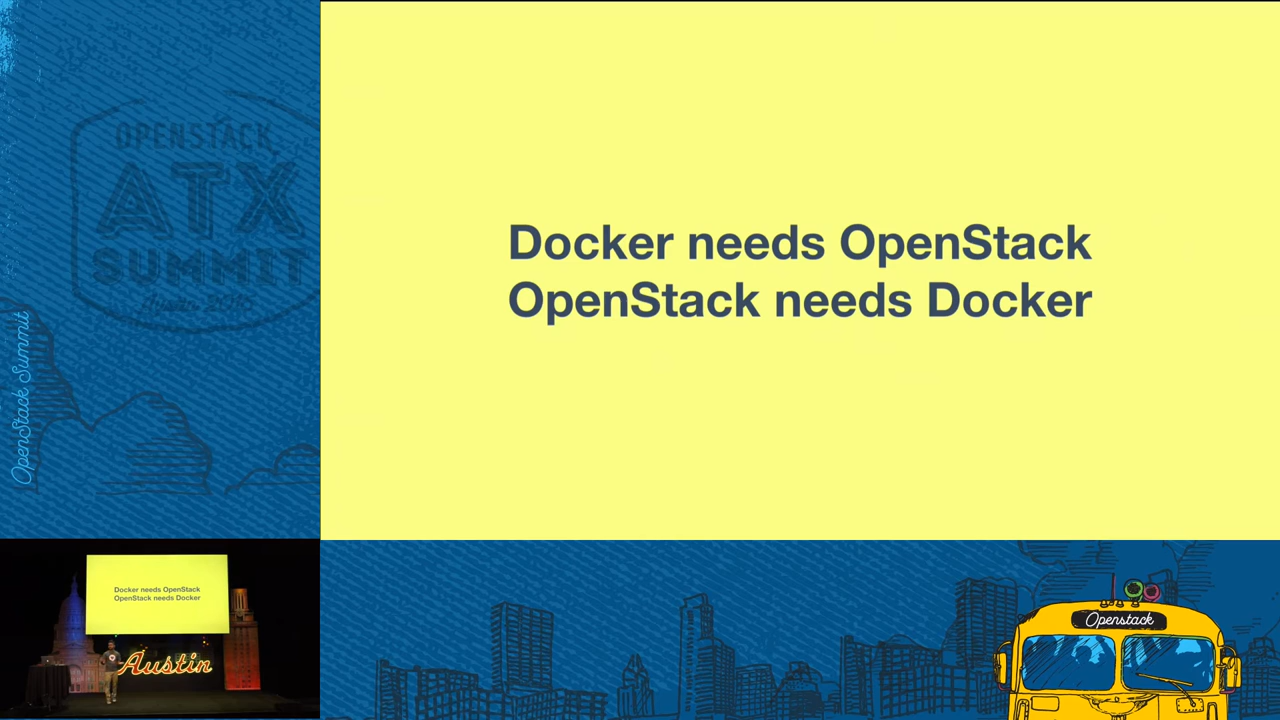 OPENSTACK
ATX
SUMMIT
OpenStack Summit
Docker needs OpenStack
OpenStack needs Docker
Docker needs OpenStack
OpenStack needs Docker
Austin
Openstack